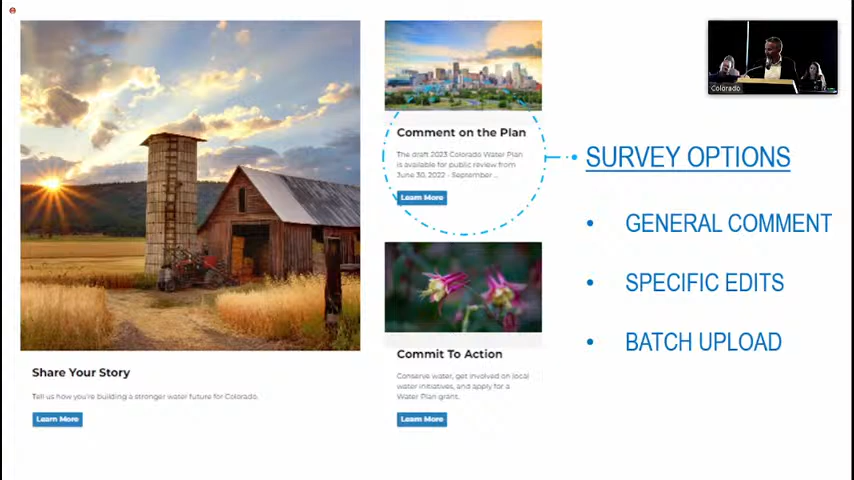 Share Your Story
Tell us how you're building a stronger water future for Colorado.
Learn More
Comment on the Plan
The draft 2023 Colorado Water Plan
is available for public review from
June 30, 2022 - September ...
Learn More
Commit To Action
Conserve water, get involved on local
water initiatives, and apply for a
Water Plan grant.
Learn More
Colorado
SURVEY OPTIONS
• GENERAL COMMENT
• SPECIFIC EDITS
• BATCH UPLOAD